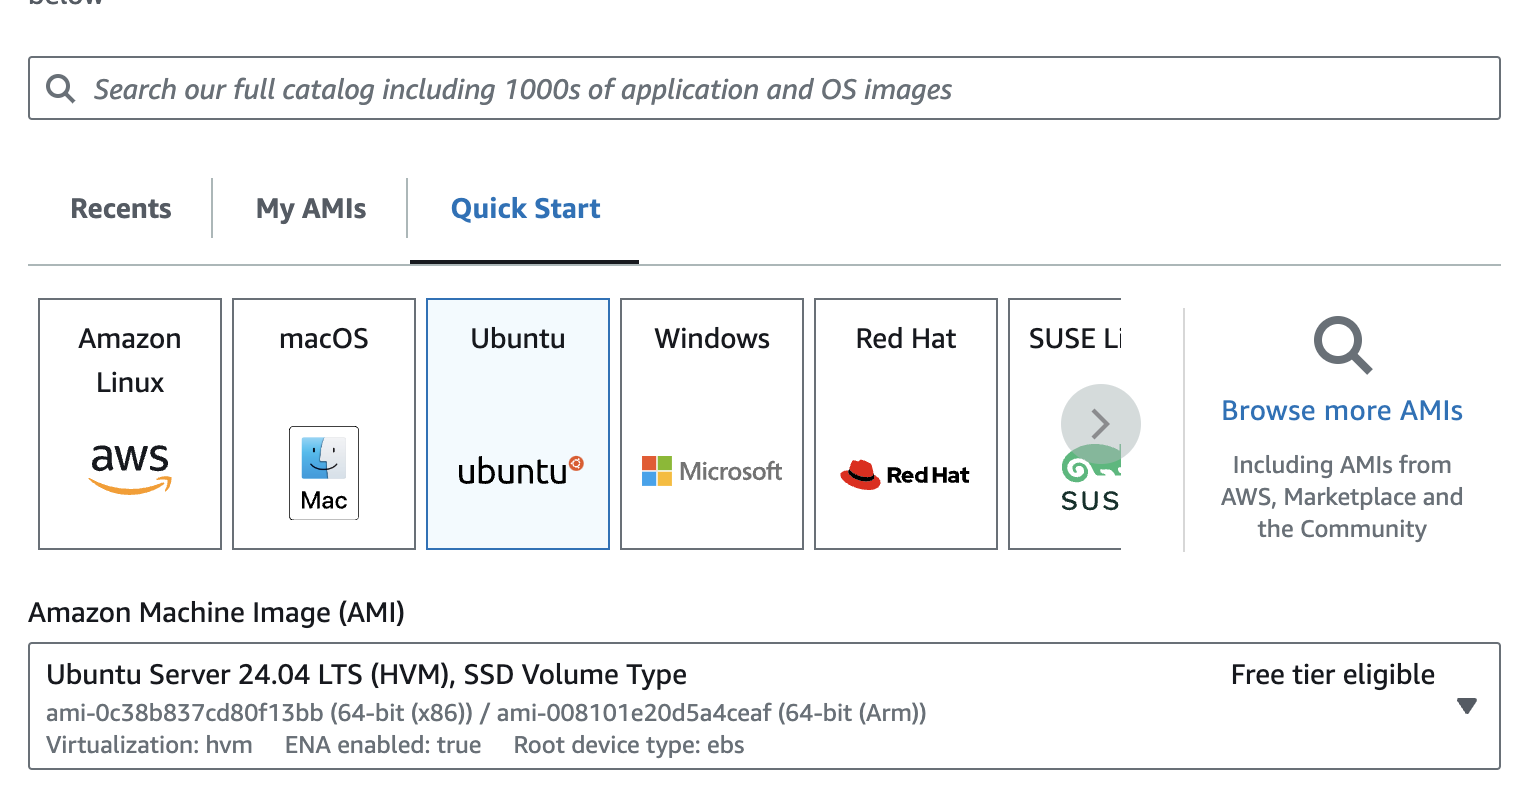 below
Search our full catalog including 1000s of application and OS images
Recents
My AMIs
Quick Start
Amazon
Linux
aws
macOS
Mac
Ubuntu
ubuntu
Windows
Microsoft
Red Hat
Red Hat
SUSE Li
SUS
Browse more AMIs
Including AMIs from
AWS, Marketplace and
the Community
Amazon Machine Image (AMI)
Ubuntu Server 24.04 LTS (HVM), SSD Volume Type
Free tier eligible
ami-0c38b837cd80f13bb (64-bit (x86)) / ami-008101e20d5a4ceaf (64-bit (Arm))
Virtualization: hvm ENA enabled: true Root device type: ebs